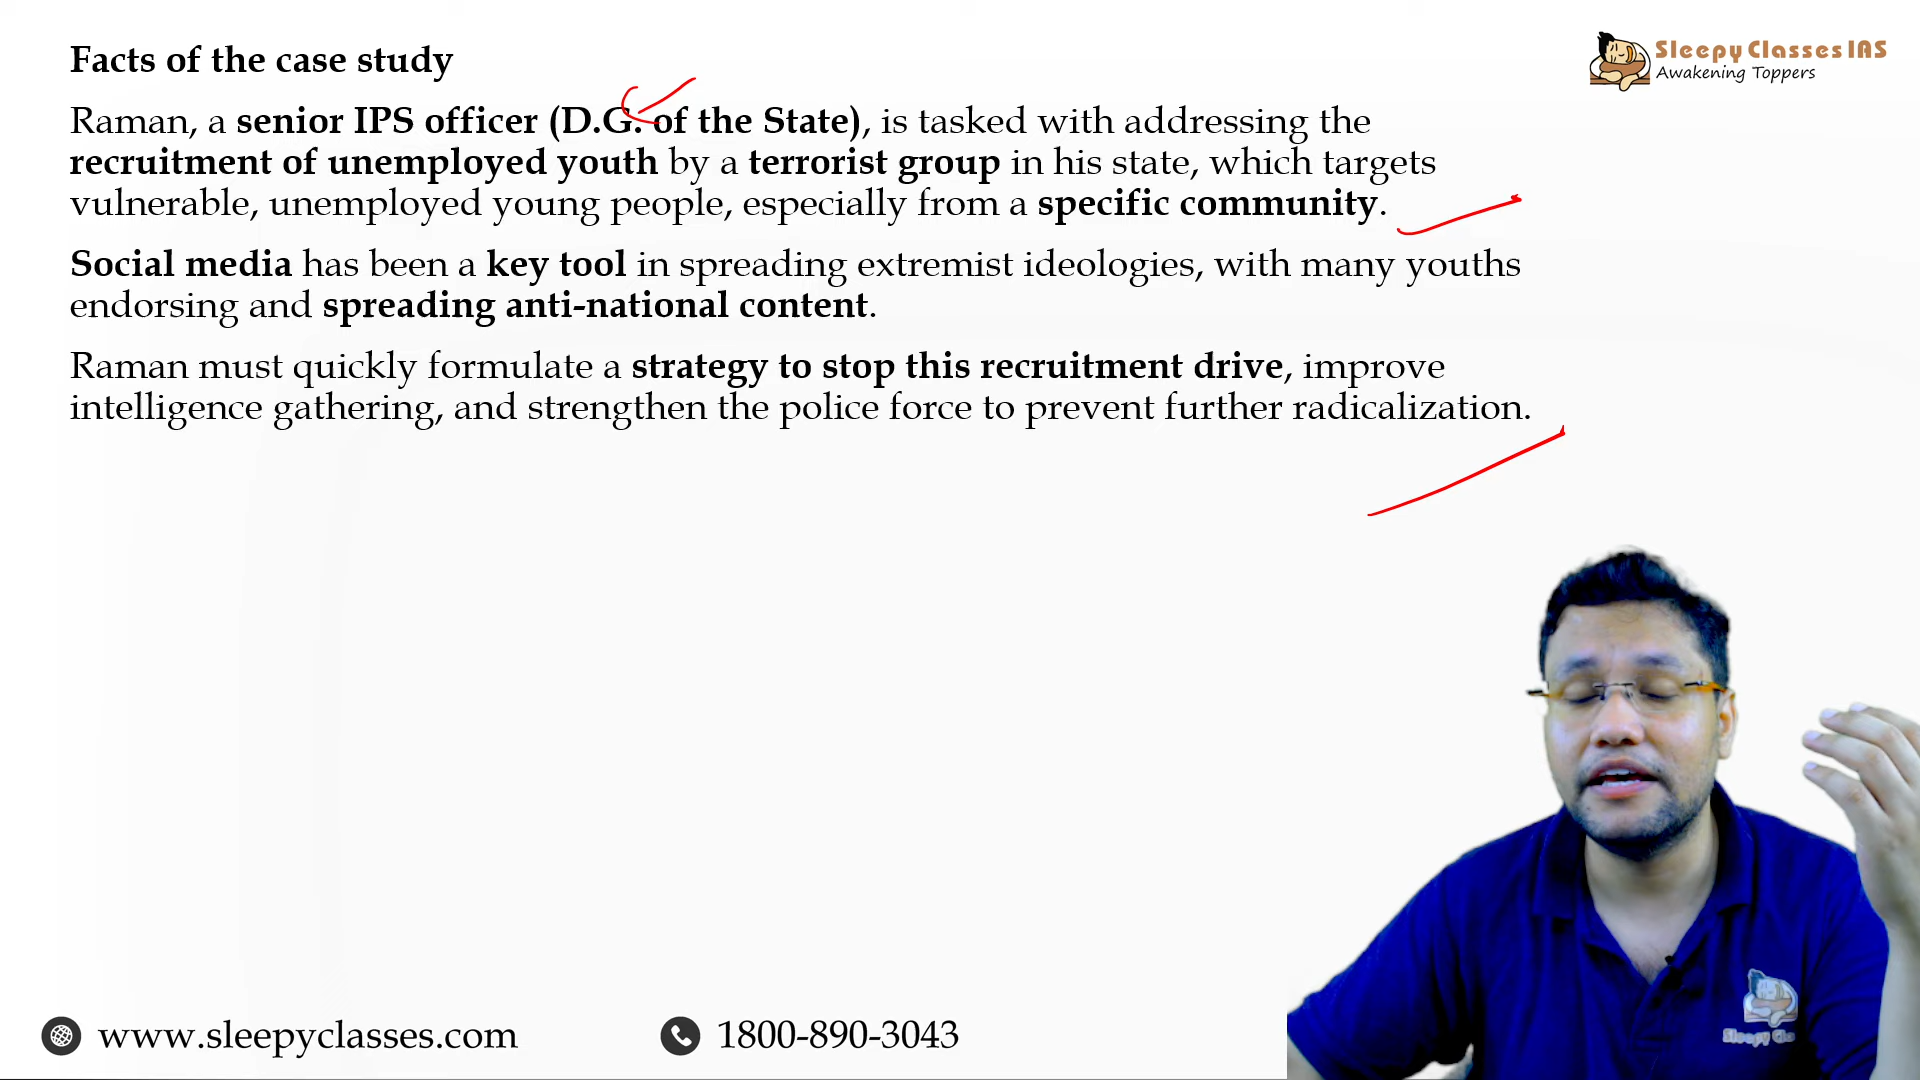 Facts of the case study
Sleepy Classes IAS
Awakening Toppers
Raman, a senior IPS officer (D.G. of the State), is tasked with addressing the
recruitment of unemployed youth by a terrorist group in his state, which targets
vulnerable, unemployed young people, especially from a specific community.
Social media has been a key tool in spreading extremist ideologies, with many youths
endorsing and spreading anti-national content.
Raman must quickly formulate a strategy to stop this recruitment drive, improve
intelligence gathering, and strengthen the police force to prevent further radicalization.
www.sleepyclasses.com
1800-890-3043
Sleepy Cla